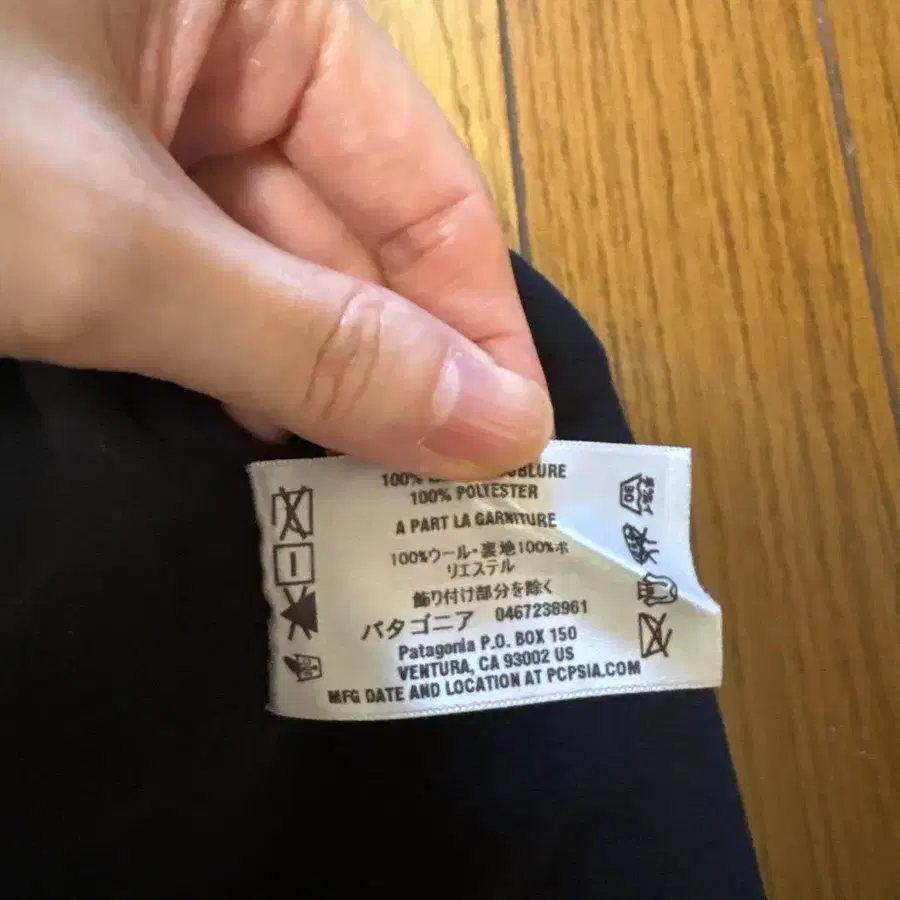 100% DOUBLURE
100% POLYESTER
A PART LA GARNITURE
100%ウール・裏地100%ポ
リエステル
飾り付け部分を除く
パタゴニア 0467238961
Patagonia P.O. BOX 150
VENTURA, CA 93002 US
MFG DATE AND LOCATION AT PCPSIA.COM
30